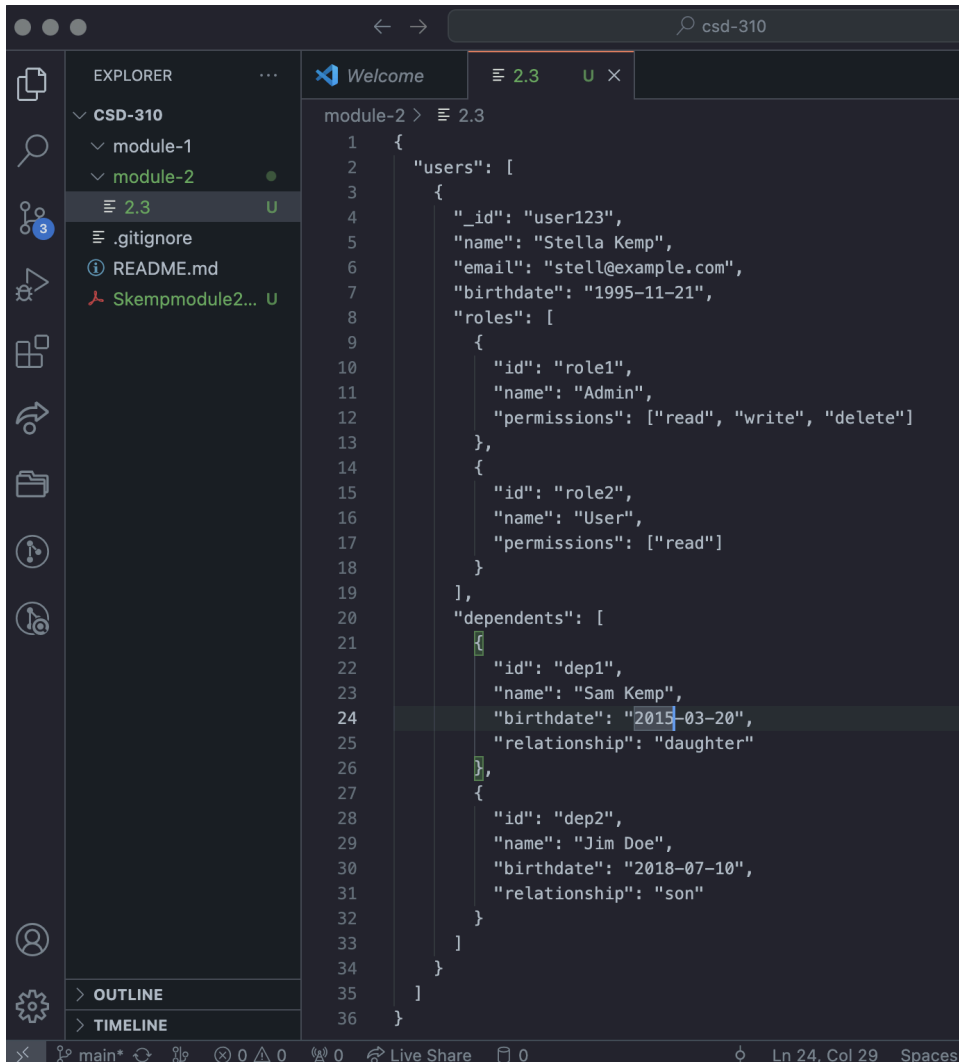 csd-310
EXPLORER ...
Welcome
2.3 U
CSD-310
module-1
module-2
2.3 U
.gitignore
README.md
Skempmodule2... U
3
module-2 > 2.3
1 {
2 "users": [
3 {
4 "_id": "user123",
5 "name": "Stella Kemp",
6 "email": "stell@example.com",
7 "birthdate": "1995-11-21",
8 "roles": [
9 {
10 "id": "role1",
11 "name": "Admin",
12 "permissions": ["read", "write", "delete"]
13 },
14 {
15 "id": "role2",
16 "name": "User",
17 "permissions": ["read"]
18 }
19 ],
20 "dependents": [
21 {
22 "id": "dep1",
23 "name": "Sam Kemp",
24 "birthdate": "2015-03-20",
25 "relationship": "daughter"
26 },
27 {
28 "id": "dep2",
29 "name": "Jim Doe",
30 "birthdate": "2018-07-10",
31 "relationship": "son"
32 }
33 ]
34 }
35 ]
36 }
OUTLINE
TIMELINE
main* 0 0 0 Live Share 0 Ln 24, Col 29 Spaces